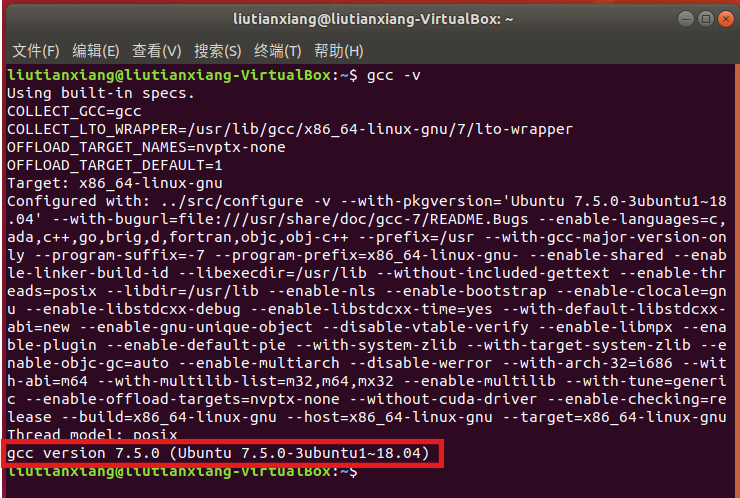 liutianxiang@liutianxiang-VirtualBox: ~
文件(F) 编辑(E) 查看(V) 搜索(S) 终端(T) 帮助(H)
liutianxiang@liutianxiang-VirtualBox:~$ gcc -v
Using built-in specs.
COLLECT_GCC=gcc
COLLECT_LTO_WRAPPER=/usr/lib/gcc/x86_64-linux-gnu/7/lto-wrapper
OFFLOAD_TARGET_NAMES=nvptx-none
OFFLOAD_TARGET_DEFAULT=1
Target: x86_64-linux-gnu
Configured with: ../src/configure -v --with-pkgversion='Ubuntu 7.5.0-3ubuntu1~18
.04' --with-bugurl=file:///usr/share/doc/gcc-7/README.Bugs --enable-languages=c,
ada,c++,go,brig,d,fortran,objc,obj-c++ --prefix=/usr --with-gcc-major-version-on
ly --program-suffix=-7 --program-prefix=x86_64-linux-gnu- --enable-shared --enab
le-linker-build-id --libexecdir=/usr/lib --without-included-gettext --enable-thr
eads=posix --libdir=/usr/lib --enable-nls --enable-bootstrap --enable-clocale=gn
u --enable-libstdcxx-debug --enable-libstdcxx-time=yes --with-default-libstdcxx-
abi=new --enable-gnu-unique-object --disable-vtable-verify --enable-libmpx --ena
ble-plugin --enable-default-pie --with-system-zlib --with-target-system-zlib --e
nable-objc-gc=auto --enable-multiarch --disable-werror --with-arch-32=i686 --wit
h-abi=m64 --with-multilib-list=m32,m64,mx32 --enable-multilib --with-tune=generi
c --enable-offload-targets=nvptx-none --without-cuda-driver --enable-checking=re
lease --build=x86_64-linux-gnu --host=x86_64-linux-gnu --target=x86_64-linux-gnu
Thread model: posix
gcc version 7.5.0 (Ubuntu 7.5.0-3ubuntu1~18.04)
liutianxiang@liutianxiang-VirtualBox:~$